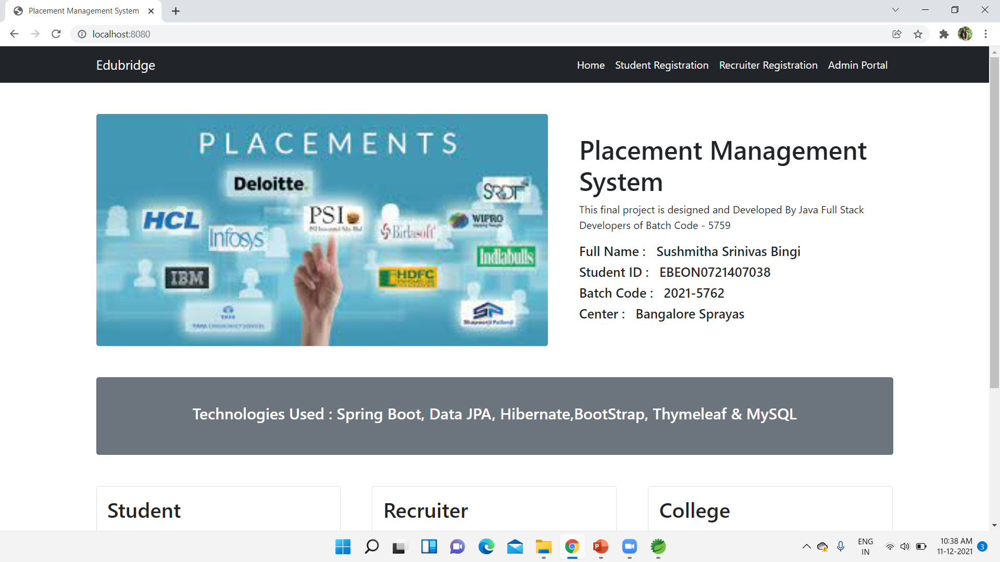 Placement Management System
localhost:8080
Edubridge
Home Student Registration Recruiter Registration Admin Portal
PLACEMENTS
Deloitte.
SRDT
HCL
Infosys
PSI
Birlasoft
WIPRO
Indiabulls
IBM
HDFC
SP
Placement Management
System
This final project is designed and Developed By Java Full Stack
Developers of Batch Code - 5759
Full Name : Sushmitha Srinivas Bingi
Student ID : EBEON0721407038
Batch Code : 2021-5762
Center : Bangalore Sprayas
Technologies Used : Spring Boot, Data JPA, Hibernate,BootStrap, Thymeleaf & MySQL
Student
Recruiter
College
ENG
IN
10:38 AM
11-12-2021
3